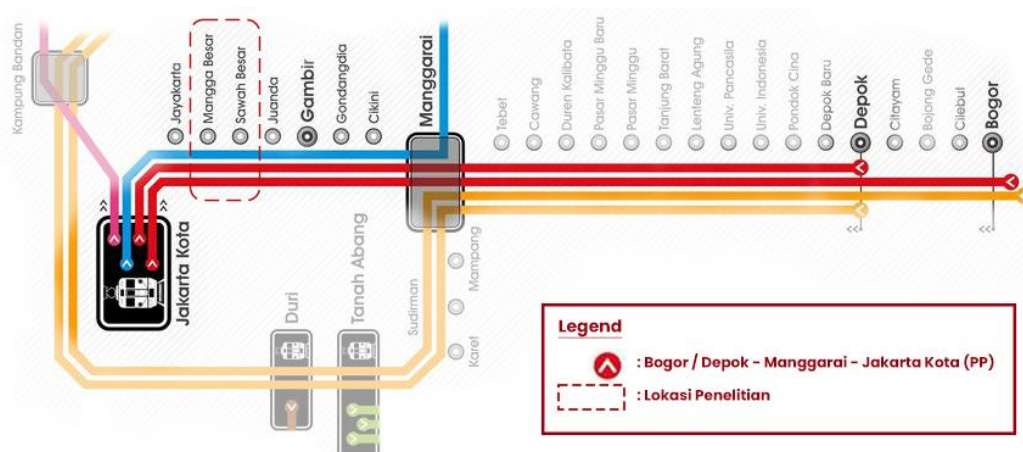 Kampung Bandan
Jayakarta
Mangga Besar
Sawah Besar
Juanda
Gambir
Gondangdia
Cikini
Manggarai
Tebet
Cawang
Duren Kalibata
Pasar Minggu Baru
Pasar Minggu
Tanjung Barat
Lenteng Agung
Univ. Pancasila
Univ. Indonesia
Pondok Cina
Depok Baru
Depok
Citayam
Bojong Gede
Cilebut
Bogor
Jakarta Kota
Duri
Tanah Abang
Sudirman
Mampang
Karet
Legend
: Bogor / Depok - Manggarai - Jakarta Kota (PP)
: Lokasi Penelitian